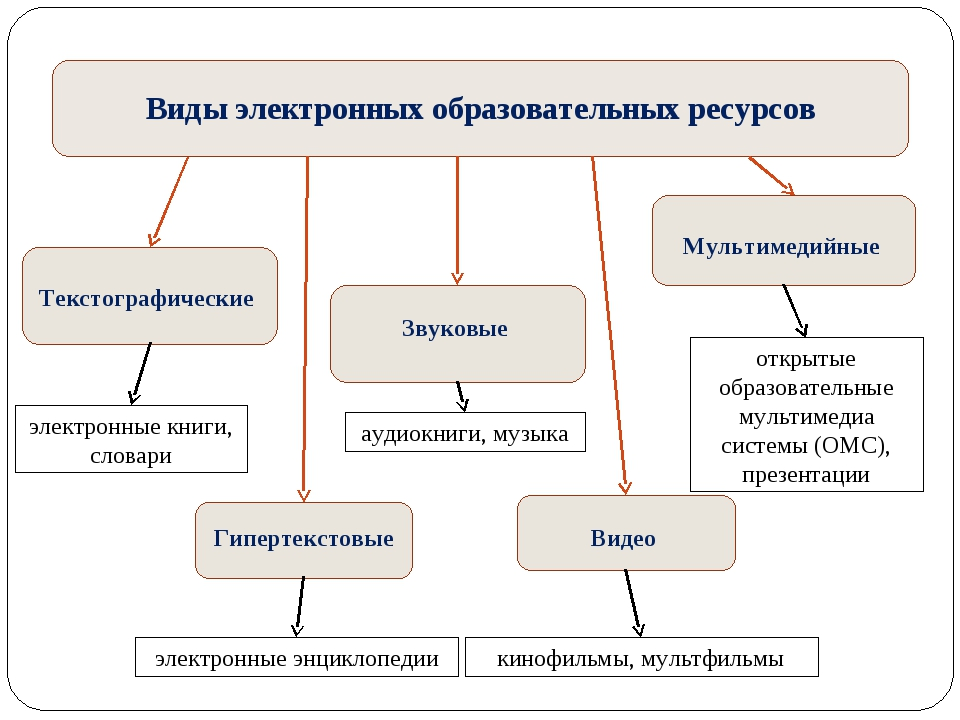 Виды электронных образовательных ресурсов
Мультимедийные
Текстографические
Звуковые
открытые
образовательные
мультимедиа
системы (ОМС),
презентации
электронные книги,
словари
аудиокниги, музыка
Гипертекстовые
Видео
электронные энциклопедии
кинофильмы, мультфильмы